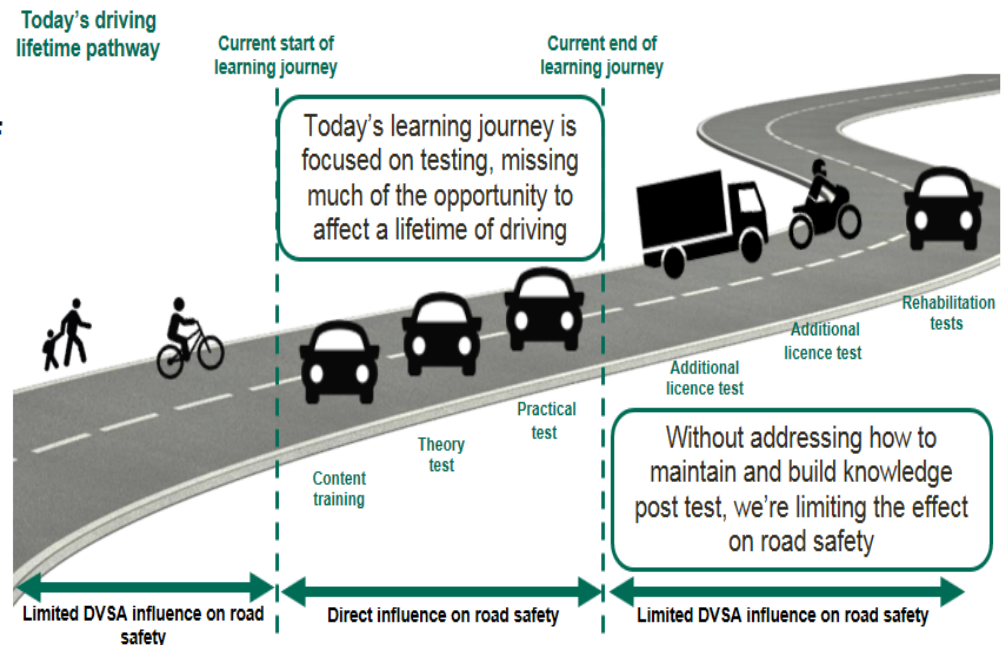 Today's driving
lifetime pathway
Current start of
learning journey
Current end of
learning journey
Today's learning journey is
focused on testing, missing
much of the opportunity to
affect a lifetime of driving
Content
training
Theory
test
Practical
test
Additional
licence test
Additional
licence test
Rehabilitation
tests
Without addressing how to
maintain and build knowledge
post test, we're limiting the effect
on road safety
Limited DVSA influence on road
safety
Direct influence on road safety
Limited DVSA influence on road safety